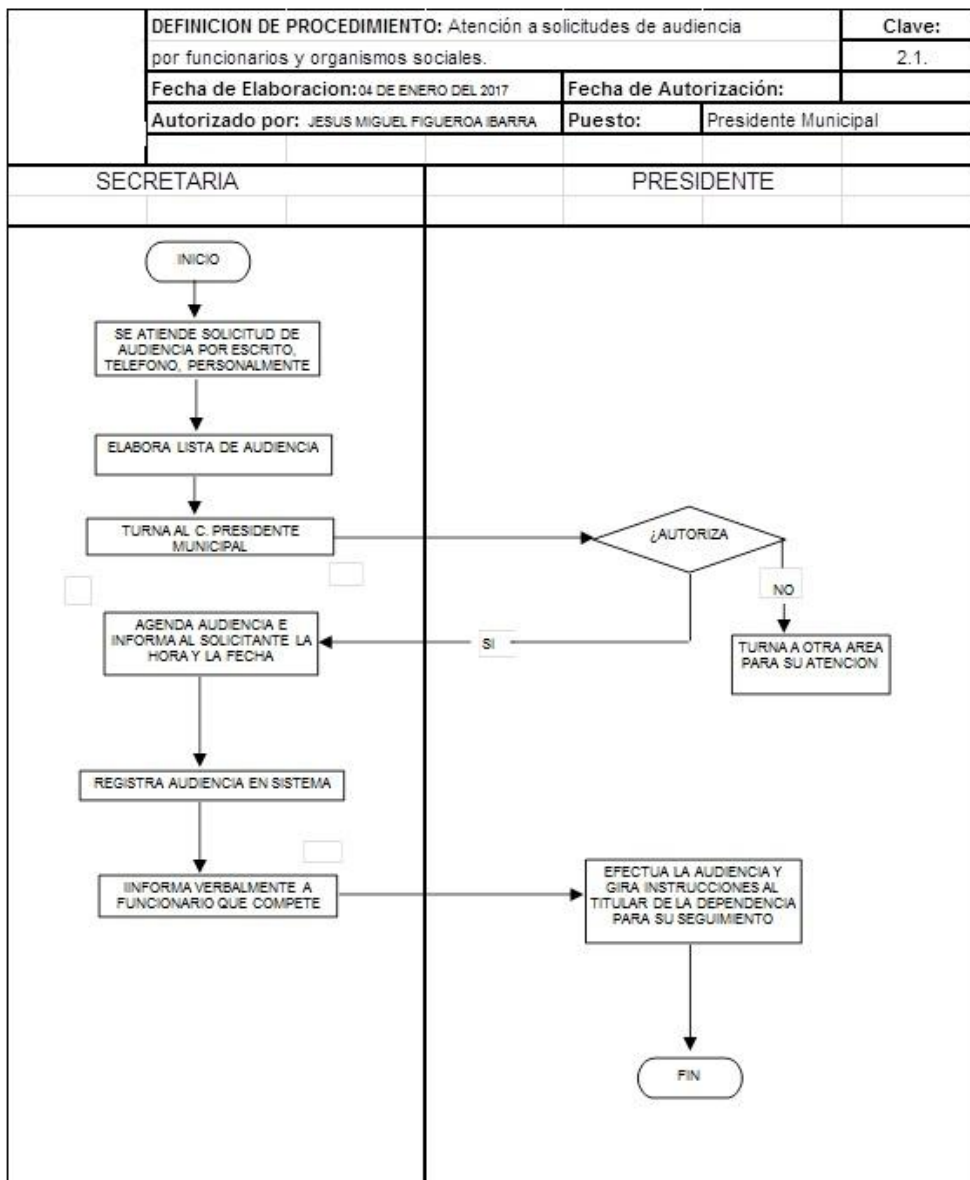 DEFINICION DE PROCEDIMIENTO: Atención a solicitudes de audiencia
por funcionarios y organismos sociales.
Clave:
2.1.
Fecha de Elaboracion: 04 DE ENERO DEL 2017
Fecha de Autorización:
Autorizado por: JESUS MIGUEL FIGUEROA IBARRA
Puesto:
Presidente Municipal
SECRETARIA
PRESIDENTE
INICIO
SE ATIENDE SOLICITUD DE
AUDIENCIA POR ESCRITO,
TELEFONO, PERSONALMENTE
ELABORA LISTA DE AUDIENCIA
TURNA AL C. PRESIDENTE
MUNICIPAL
¿AUTORIZA
NO
TURNA A OTRA AREA
PARA SU ATENCION
SI
AGENDA AUDIENCIA E
INFORMA AL SOLICITANTE LA
HORA Y LA FECHA
REGISTRA AUDIENCIA EN SISTEMA
IINFORMA VERBALMENTE A
FUNCIONARIO QUE COMPETE
EFECTUA LA AUDIENCIA Y
GIRA INSTRUCCIONES AL
TITULAR DE LA DEPENDENCIA
PARA SU SEGUIMIENTO
FIN